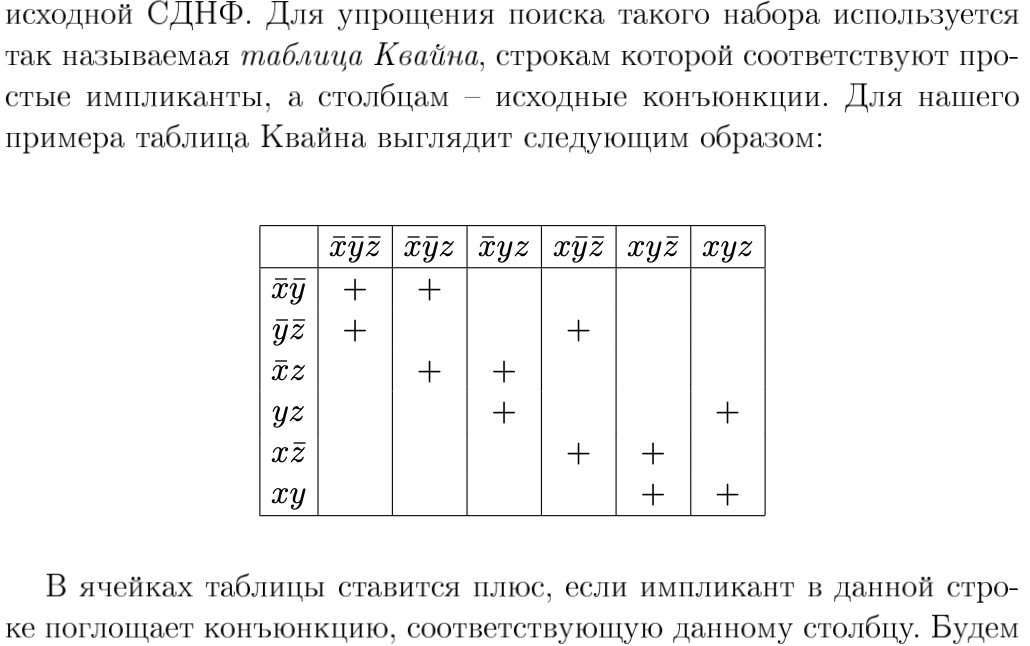 исходной СДНФ. Для упрощения поиска такого набора используется
так называемая таблица Квайна, строкам которой соответствуют про-
стые импликанты, а столбцам – исходные конъюнкции. Для нашего
примера таблица Квайна выглядит следующим образом:
x̄ȳz̄ x̄ȳz x̄yz xȳz̄ xyz̄ xyz
x̄ȳ + +
ȳz̄ + +
x̄z + +
yz + +
xz̄ + +
xy + +
В ячейках таблицы ставится плюс, если импликант в данной стро-
ке поглощает конъюнкцию, соответствующую данному столбцу. Будем